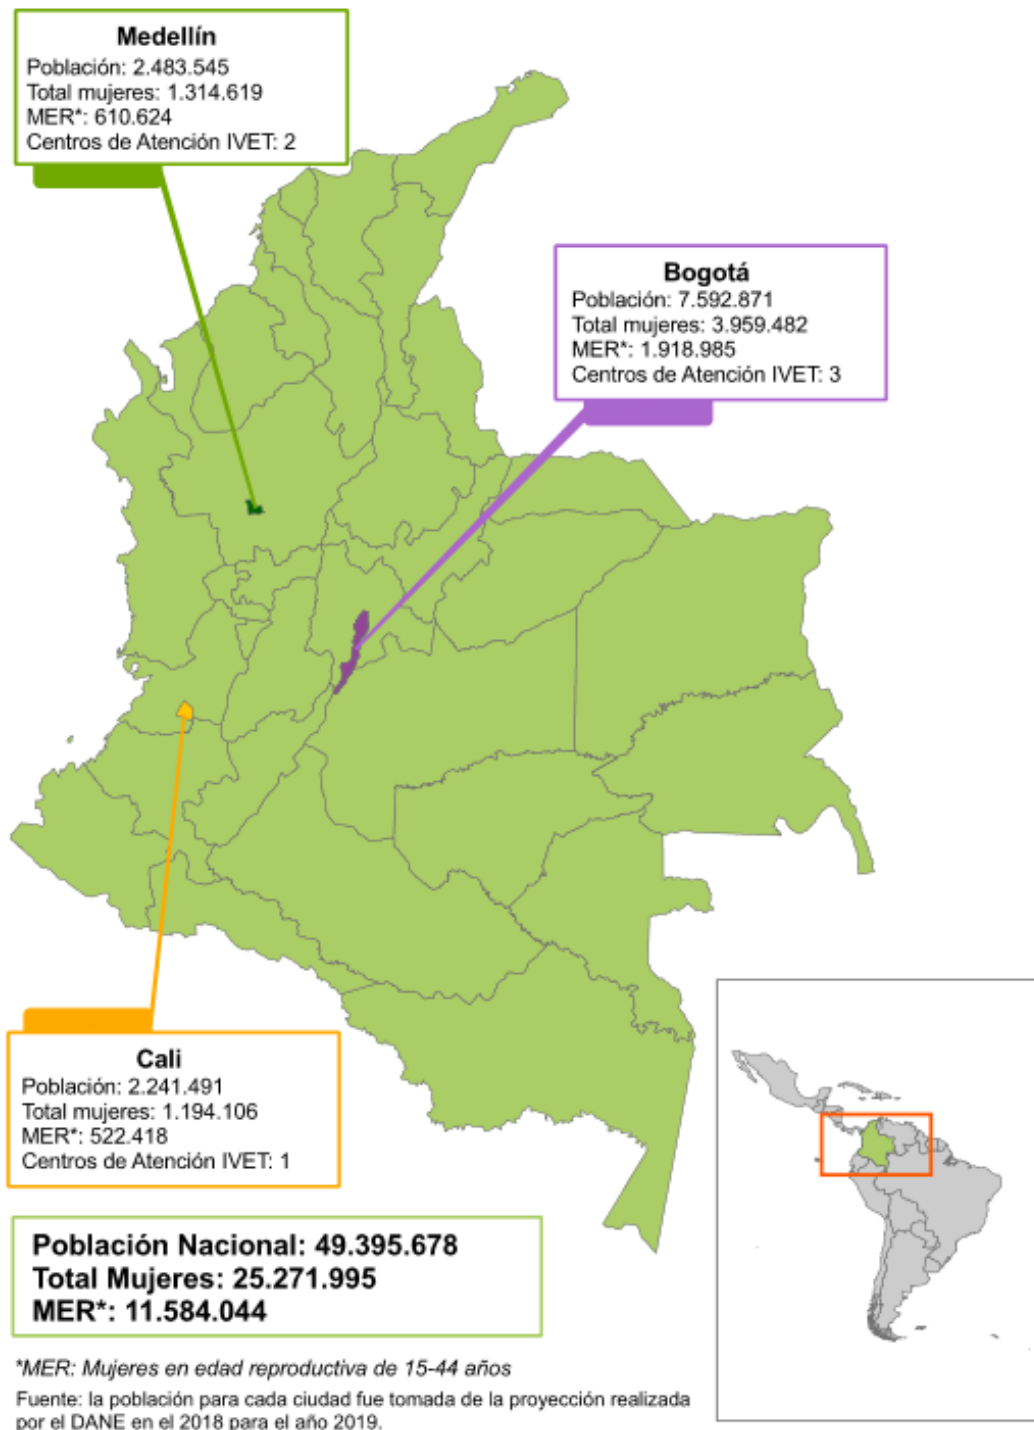 Medellín
Población: 2.483.545
Total mujeres: 1.314.619
MER*: 610.624
Centros de Atención IVET: 2
Bogotá
Población: 7.592.871
Total mujeres: 3.959.482
MER*: 1.918.985
Centros de Atención IVET: 3
Cali
Población: 2.241.491
Total mujeres: 1.194.106
MER*: 522.418
Centros de Atención IVET: 1
Población Nacional: 49.395.678
Total Mujeres: 25.271.995
MER*: 11.584.044
*MER: Mujeres en edad reproductiva de 15-44 años
Fuente: la población para cada ciudad fue tomada de la proyección realizada
por el DANE en el 2018 para el año 2019.